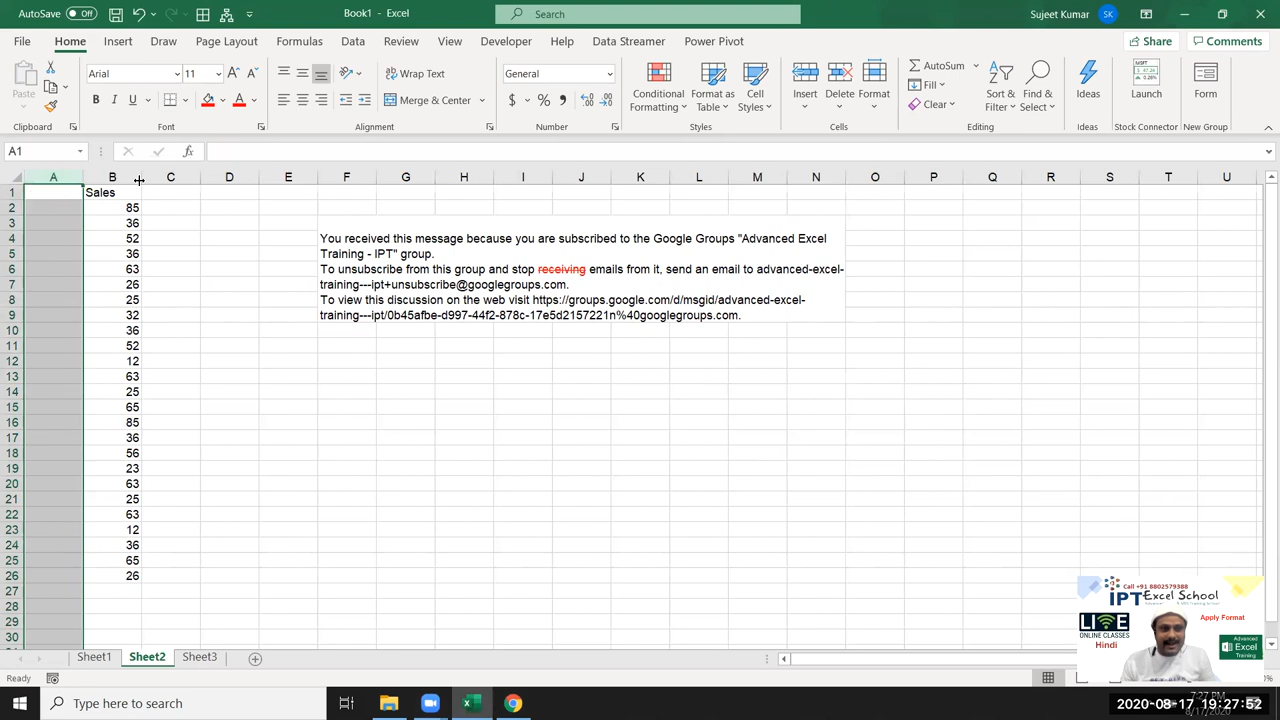 AutoSave Off Book1 - Excel Search Sujeet Kumar SK
File Home Insert Draw Page Layout Formulas Data Review View Developer Help Data Streamer Power Pivot Share Comments
Paste Arial 11 Wrap Text General Conditional Formatting Format as Table Cell Styles Insert Delete Format AutoSum Sort & Filter Find & Select Ideas Launch Form
B I U Merge & Center $ % Fill
Clear
Clipboard Font Alignment Number Styles Cells Editing Ideas Stock Connector New Group
A1 fx
A B C D E F G H I J K L M N O P Q R S T U
1 Sales
2 85
3 36
4 52 You received this message because you are subscribed to the Google Groups "Advanced Excel
5 36 Training - IPT" group.
6 63 To unsubscribe from this group and stop receiving emails from it, send an email to advanced-excel-
7 26 training---ipt+unsubscribe@googlegroups.com.
8 25 To view this discussion on the web visit https://groups.google.com/d/msgid/advanced-excel-
9 32 training---ipt/0b45afbe-d997-44f2-878c-17e5d2157221n%40googlegroups.com.
10 36
11 52
12 12
13 63
14 25
15 65
16 85
17 36
18 56
19 23
20 63
21 25
22 63
23 12
24 36
25 65
26 26
27
28
29
30
Call +91 8802579388
IPT Excel School
LIVE Apply Format
ONLINE CLASSES
Hindi
Advanced Excel Training
Sheet1 Sheet2 Sheet3
Ready
Type here to search
7:27 PM
2020-08-17 19:27:52
8/17/2020